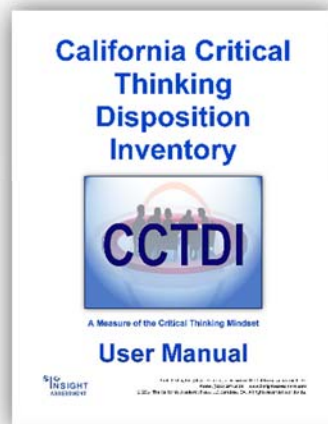 California Critical
Thinking
Disposition
Inventory
CCTDI
A Measure of the Critical Thinking Mindset
User Manual
INSIGHT
ASSESSMENT